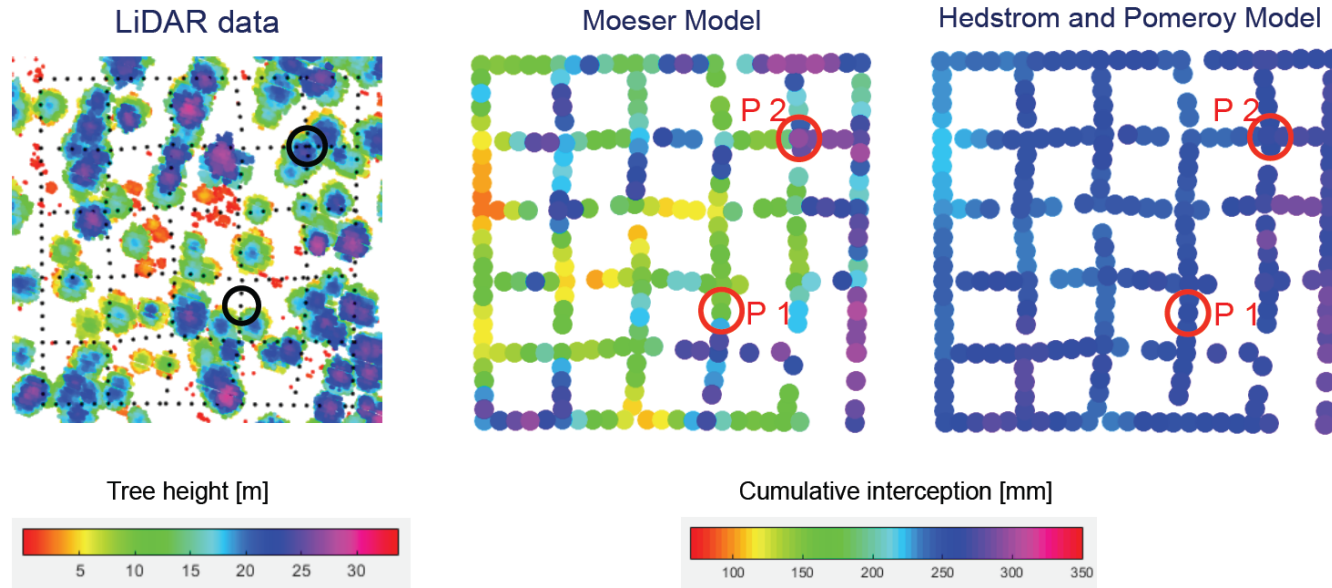 LiDAR data
Moeser Model
Hedstrom and Pomeroy Model
P 2
P 2
P 1
P 1
Tree height [m]
Cumulative interception [mm]
5 10 15 20 25 30
100 150 200 250 300 350